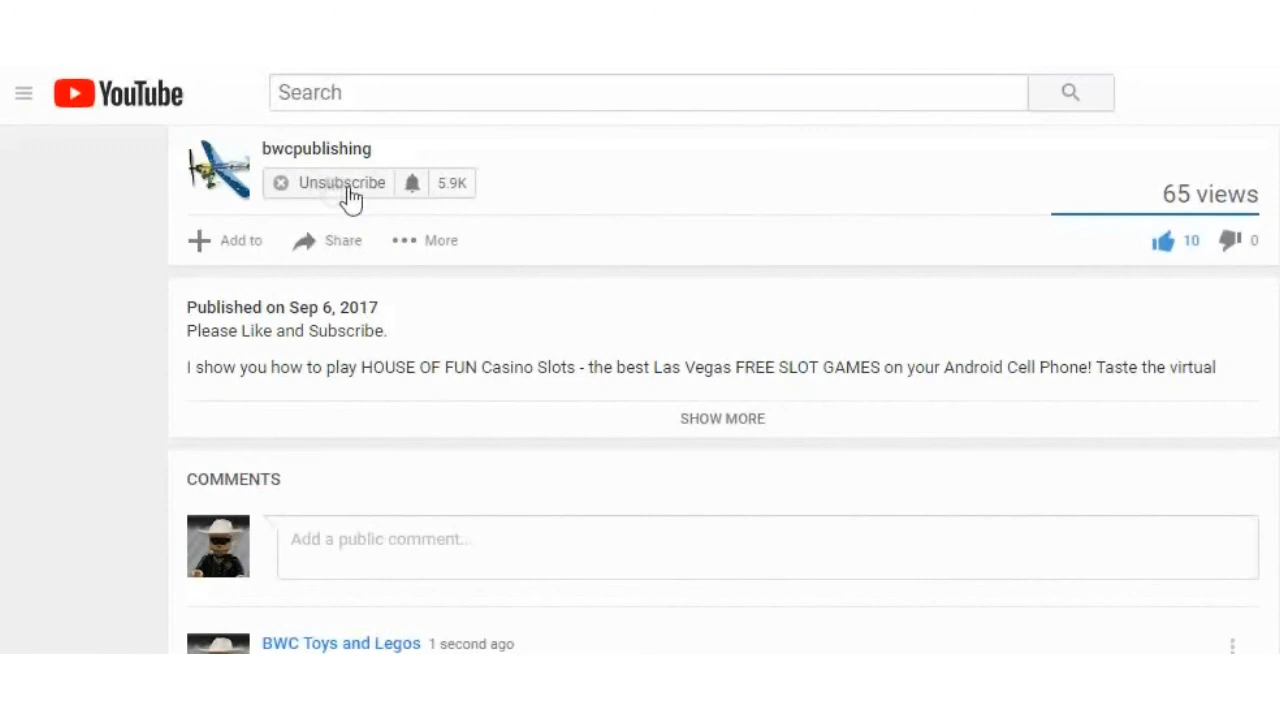 YouTube
Search
bwcpublishing
Unsubscribe 5.9K
65 views
Add to Share More
10 0
Published on Sep 6, 2017
Please Like and Subscribe.
I show you how to play HOUSE OF FUN Casino Slots - the best Las Vegas FREE SLOT GAMES on your Android Cell Phone! Taste the virtual
SHOW MORE
COMMENTS
Add a public comment...
BWC Toys and Legos 1 second ago